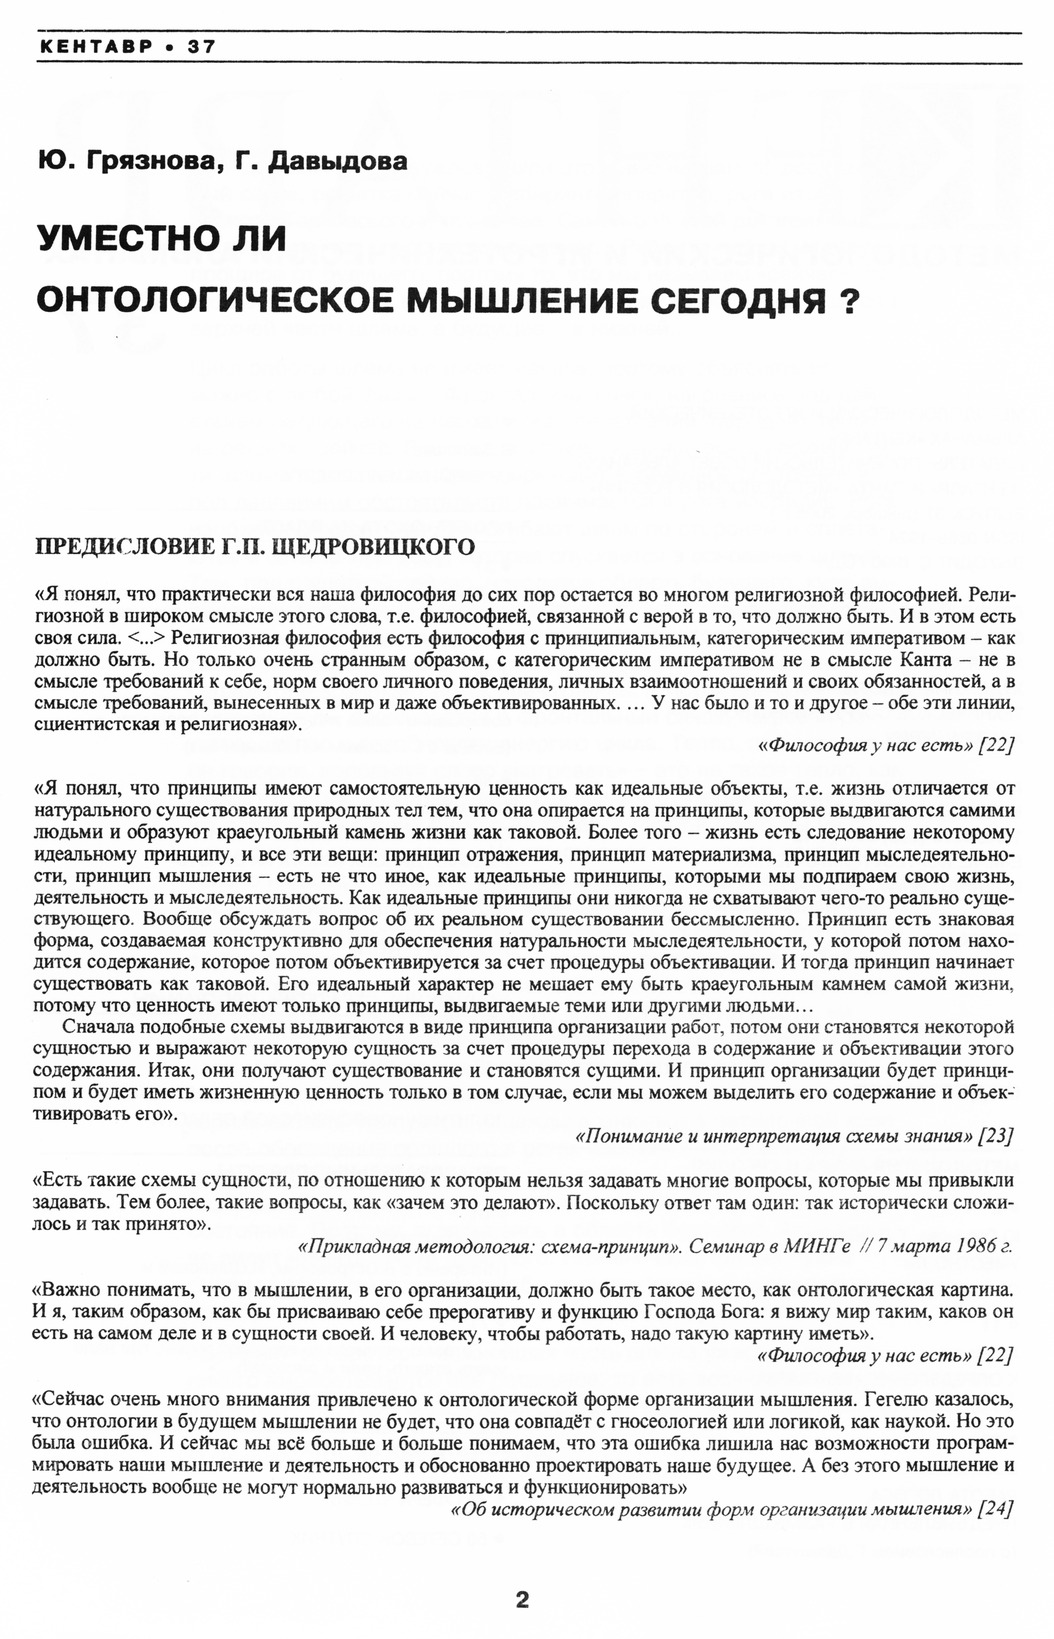 КЕНТАВР • 37
Ю. Грязнова, Г. Давыдова
УМЕСТНО ЛИ
ОНТОЛОГИЧЕСКОЕ МЫШЛЕНИЕ СЕГОДНЯ ?
ПРЕДИСЛОВИЕ Г.П. ЩЕДРОВИЦКОГО
«Я понял, что практически вся наша философия до сих пор остается во многом религиозной философией. Рели-
гиозной в широком смысле этого слова, т.е. философией, связанной с верой в то, что должно быть. И в этом есть
своя сила. <...> Религиозная философия есть философия с принципиальным, категорическим императивом – как
должно быть. Но только очень странным образом, с категорическим императивом не в смысле Канта – не в
смысле требований к себе, норм своего личного поведения, личных взаимоотношений и своих обязанностей, а в
смысле требований, вынесенных в мир и даже объективированных. ... У нас было и то и другое – обе эти линии,
сциентистская и религиозная».
«Философия у нас есть» [22]
«Я понял, что принципы имеют самостоятельную ценность как идеальные объекты, т.е. жизнь отличается от
натурального существования природных тел тем, что она опирается на принципы, которые выдвигаются самими
людьми и образуют краеугольный камень жизни как таковой. Более того – жизнь есть следование некоторому
идеальному принципу, и все эти вещи: принцип отражения, принцип материализма, принцип мыследеятельно-
сти, принцип мышления – есть не что иное, как идеальные принципы, которыми мы подпираем свою жизнь,
деятельность и мыследеятельность. Как идеальные принципы они никогда не схватывают чего-то реально суще-
ствующего. Вообще обсуждать вопрос об их реальном существовании бессмысленно. Принцип есть знаковая
форма, создаваемая конструктивно для обеспечения натуральности мыследеятельности, у которой потом нахо-
дится содержание, которое потом объективируется за счет процедуры объективации. И тогда принцип начинает
существовать как таковой. Его идеальный характер не мешает ему быть краеугольным камнем самой жизни,
потому что ценность имеют только принципы, выдвигаемые теми или другими людьми...
Сначала подобные схемы выдвигаются в виде принципа организации работ, потом они становятся некоторой
сущностью и выражают некоторую сущность за счет процедуры перехода в содержание и объективации этого
содержания. Итак, они получают существование и становятся сущими. И принцип организации будет принци-
пом и будет иметь жизненную ценность только в том случае, если мы можем выделить его содержание и объек-
тивировать его».
«Понимание и интерпретация схемы знания» [23]
«Есть такие схемы сущности, по отношению к которым нельзя задавать многие вопросы, которые мы привыкли
задавать. Тем более, такие вопросы, как «зачем это делают». Поскольку ответ там один: так исторически сложи-
лось и так принято».
«Прикладная методология: схема-принцип». Семинар в МИНГе // 7 марта 1986 г.
«Важно понимать, что в мышлении, в его организации, должно быть такое место, как онтологическая картина.
И я, таким образом, как бы присваиваю себе прерогативу и функцию Господа Бога: я вижу мир таким, каков он
есть на самом деле и в сущности своей. И человеку, чтобы работать, надо такую картину иметь».
«Философия у нас есть» [22]
«Сейчас очень много внимания привлечено к онтологической форме организации мышления. Гегелю казалось,
что онтологии в будущем мышлении не будет, что она совпадёт с гносеологией или логикой, как наукой. Но это
была ошибка. И сейчас мы всё больше и больше понимаем, что эта ошибка лишила нас возможности програм-
мировать наши мышление и деятельность и обоснованно проектировать наше будущее. А без этого мышление и
деятельность вообще не могут нормально развиваться и функционировать»
«Об историческом развитии форм организации мышления» [24]
2